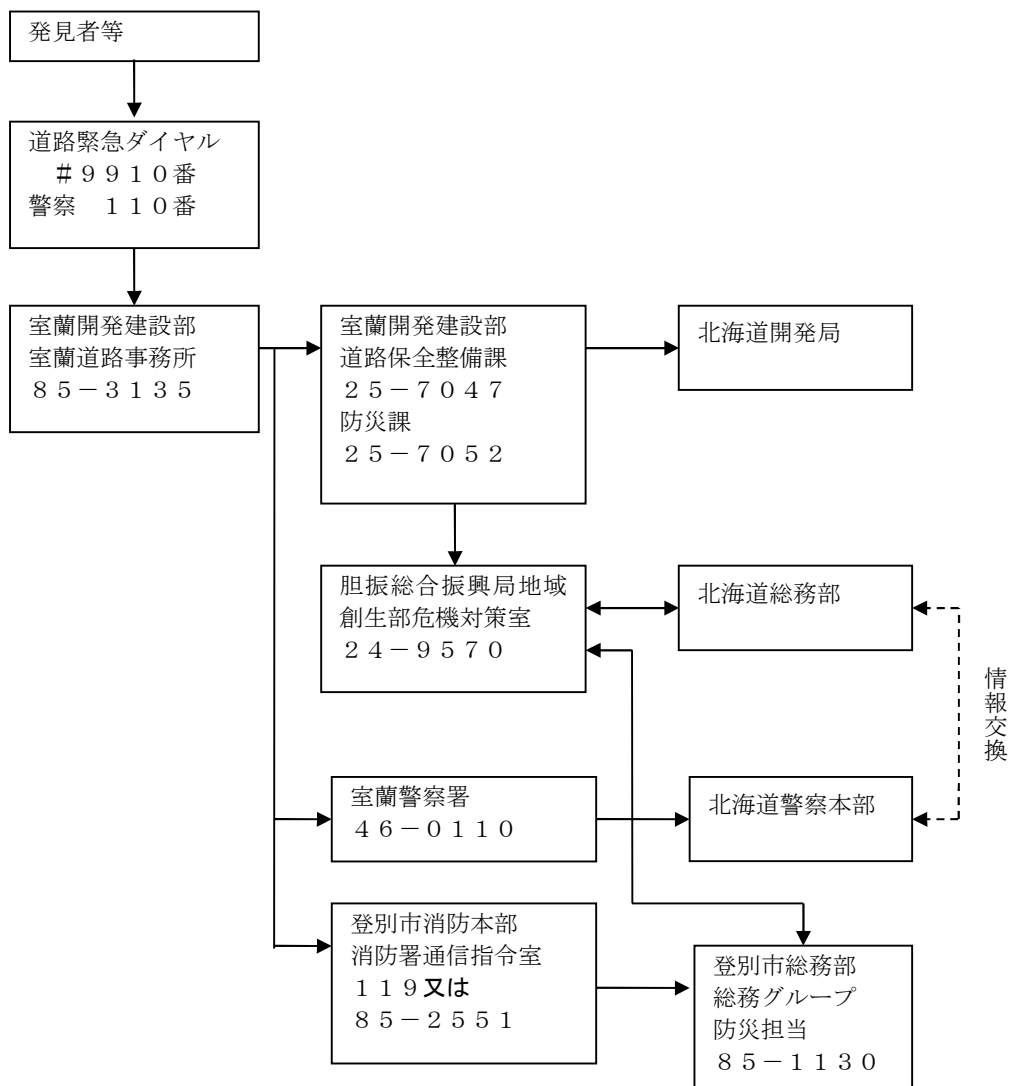 発見者等
道路緊急ダイヤル
＃９９１０番
警察　１１０番
室蘭開発建設部
室蘭道路事務所
８５－３１３５
室蘭開発建設部
道路保全整備課
２５－７０４７
防災課
２５－７０５２
北海道開発局
胆振総合振興局地域
創生部危機対策室
２４－９５７０
北海道総務部
情報交換
室蘭警察署
４６－０１１０
北海道警察本部
登別市消防本部
消防署通信指令室
１１９又は
８５－２５５１
登別市総務部
総務グループ
防災担当
８５－１１３０